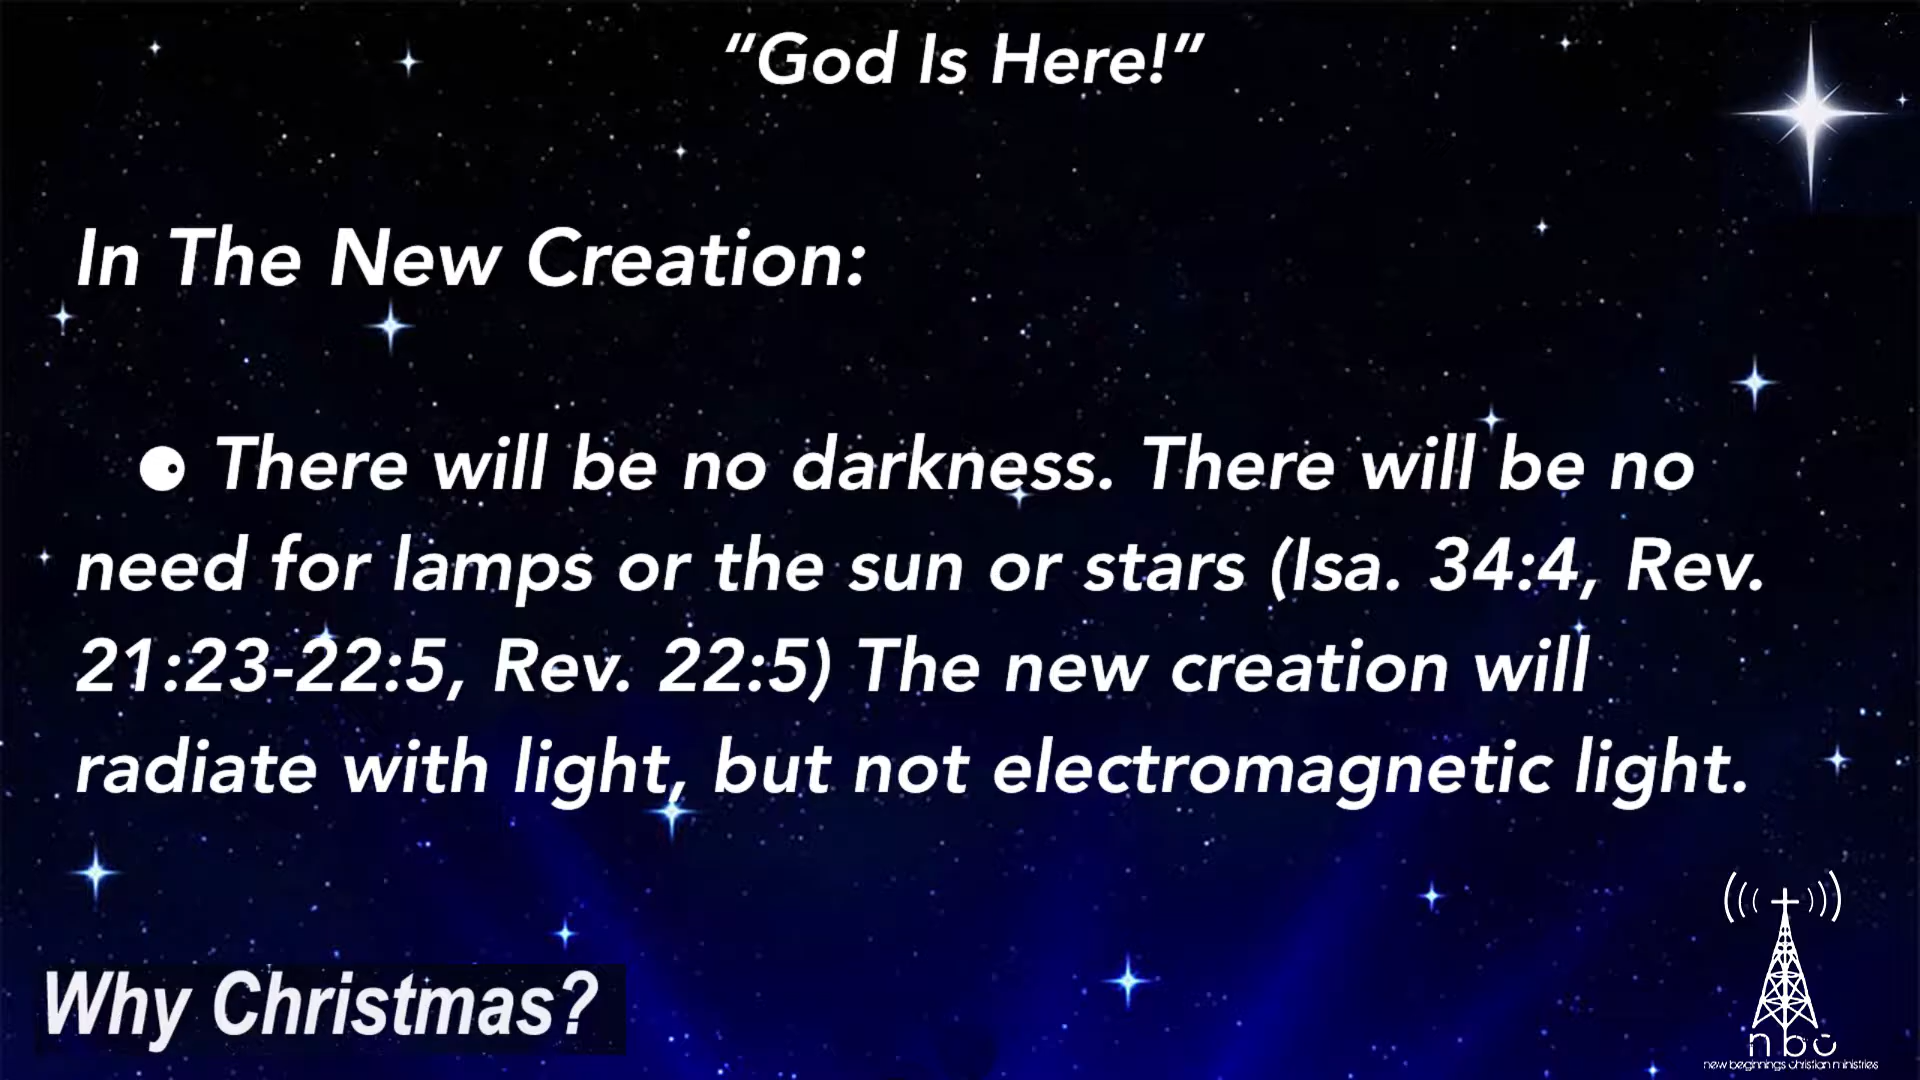 “God Is Here!”
In The New Creation:
● There will be no darkness. There will be no
need for lamps or the sun or stars (Isa. 34:4, Rev.
21:23-22:5, Rev. 22:5) The new creation will
radiate with light, but not electromagnetic light.
Why Christmas?
nbc
new beginnings christian ministries